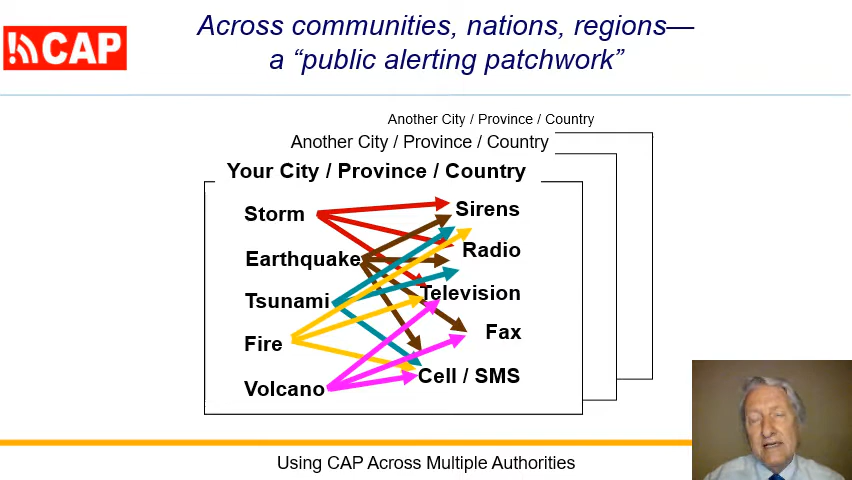 CAP
Across communities, nations, regions—
a “public alerting patchwork”
Another City / Province / Country
Another City / Province / Country
Your City / Province / Country
Storm
Sirens
Earthquake
Radio
Tsunami
Television
Fire
Fax
Volcano
Cell / SMS
Using CAP Across Multiple Authorities